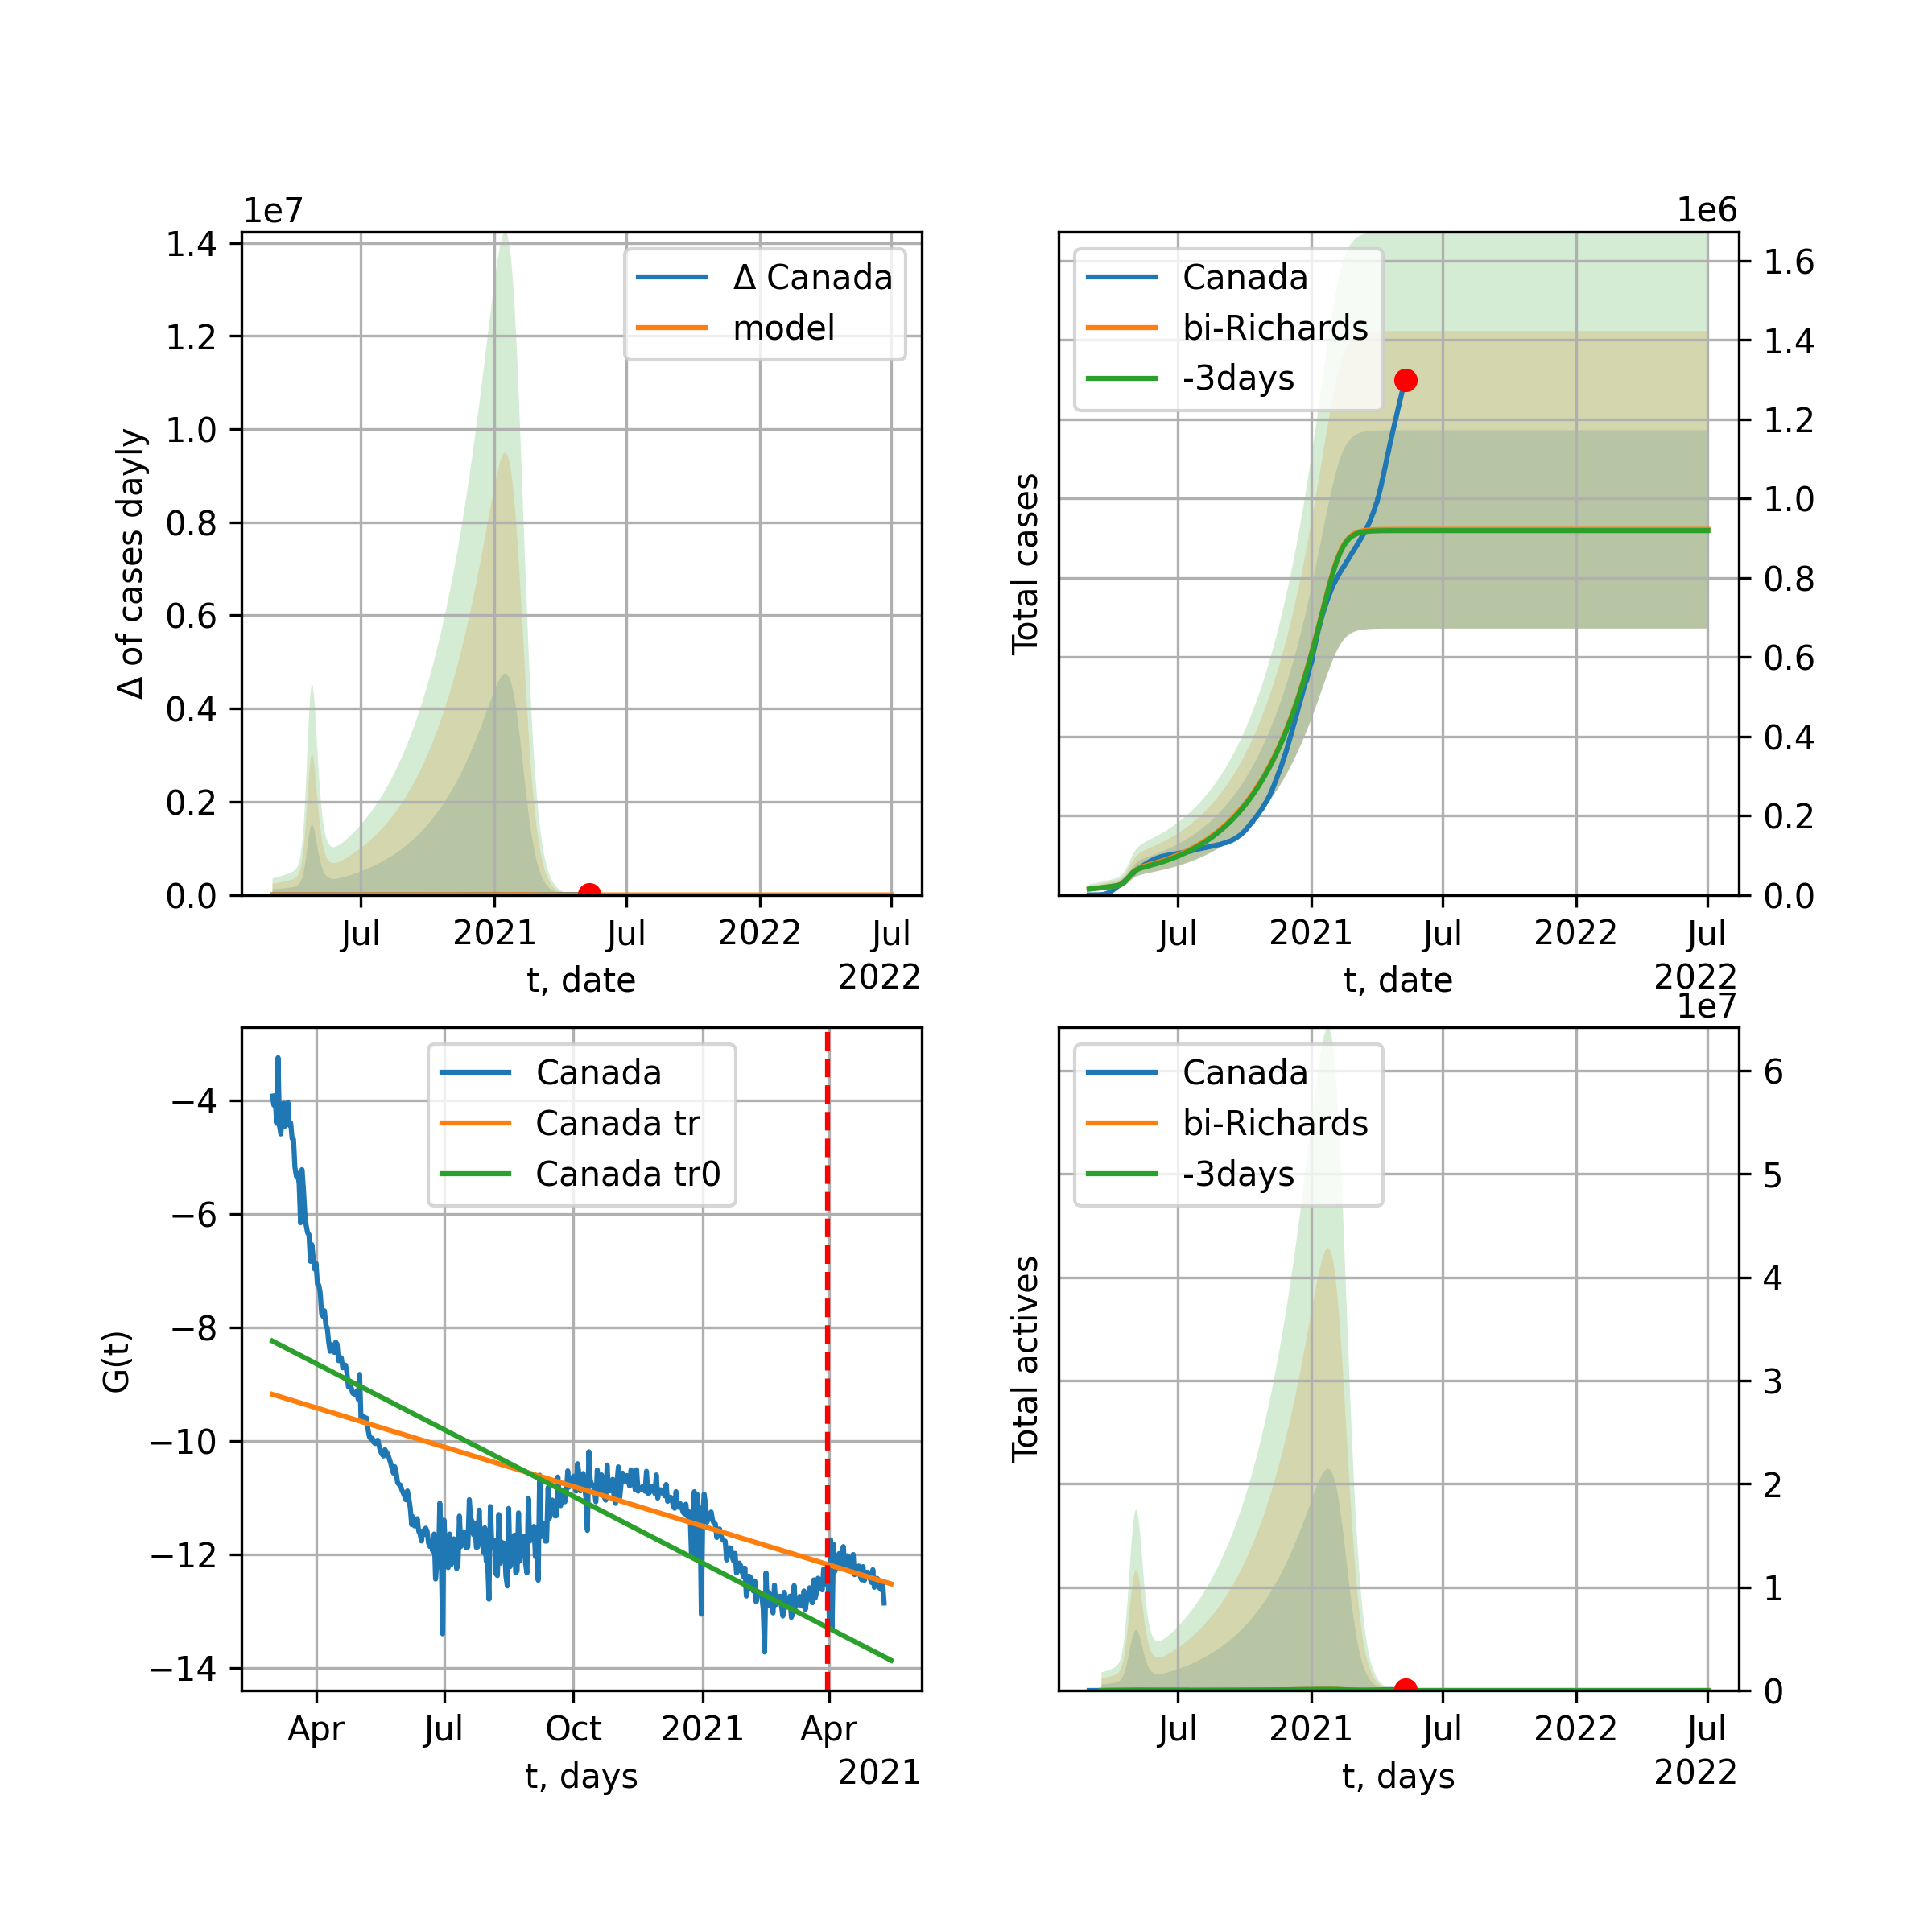 1e7
1.4
1.2
1.0
0.8
0.6
0.4
0.2
0.0
Δ of cases dayly
Δ Canada
model
Jul
2021
Jul
2022
Jul
2022
t, date
1e6
Canada
bi-Richards
-3days
Total cases
1.6
1.4
1.2
1.0
0.8
0.6
0.4
0.2
0.0
Jul
2021
Jul
2022
Jul
2022
t, date
−4
−6
−8
−10
−12
−14
G(t)
Canada
Canada tr
Canada tr0
Apr
Jul
Oct
2021
Apr
2021
t, days
1e7
Canada
bi-Richards
-3days
Total actives
6
5
4
3
2
1
0
Jul
2021
Jul
2022
Jul
2022
t, days